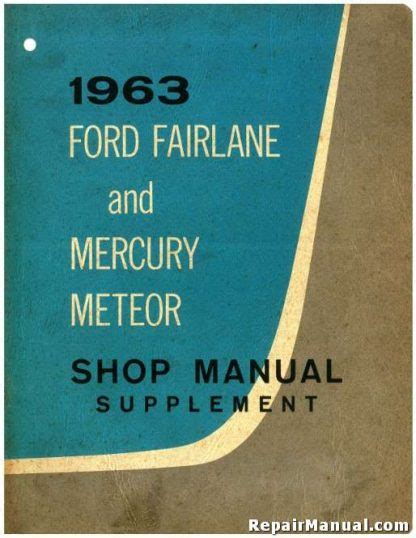 1963
FORD FAIRLANE
and
MERCURY
METEOR
SHOP MANUAL
SUPPLEMENT
RepairManual.com